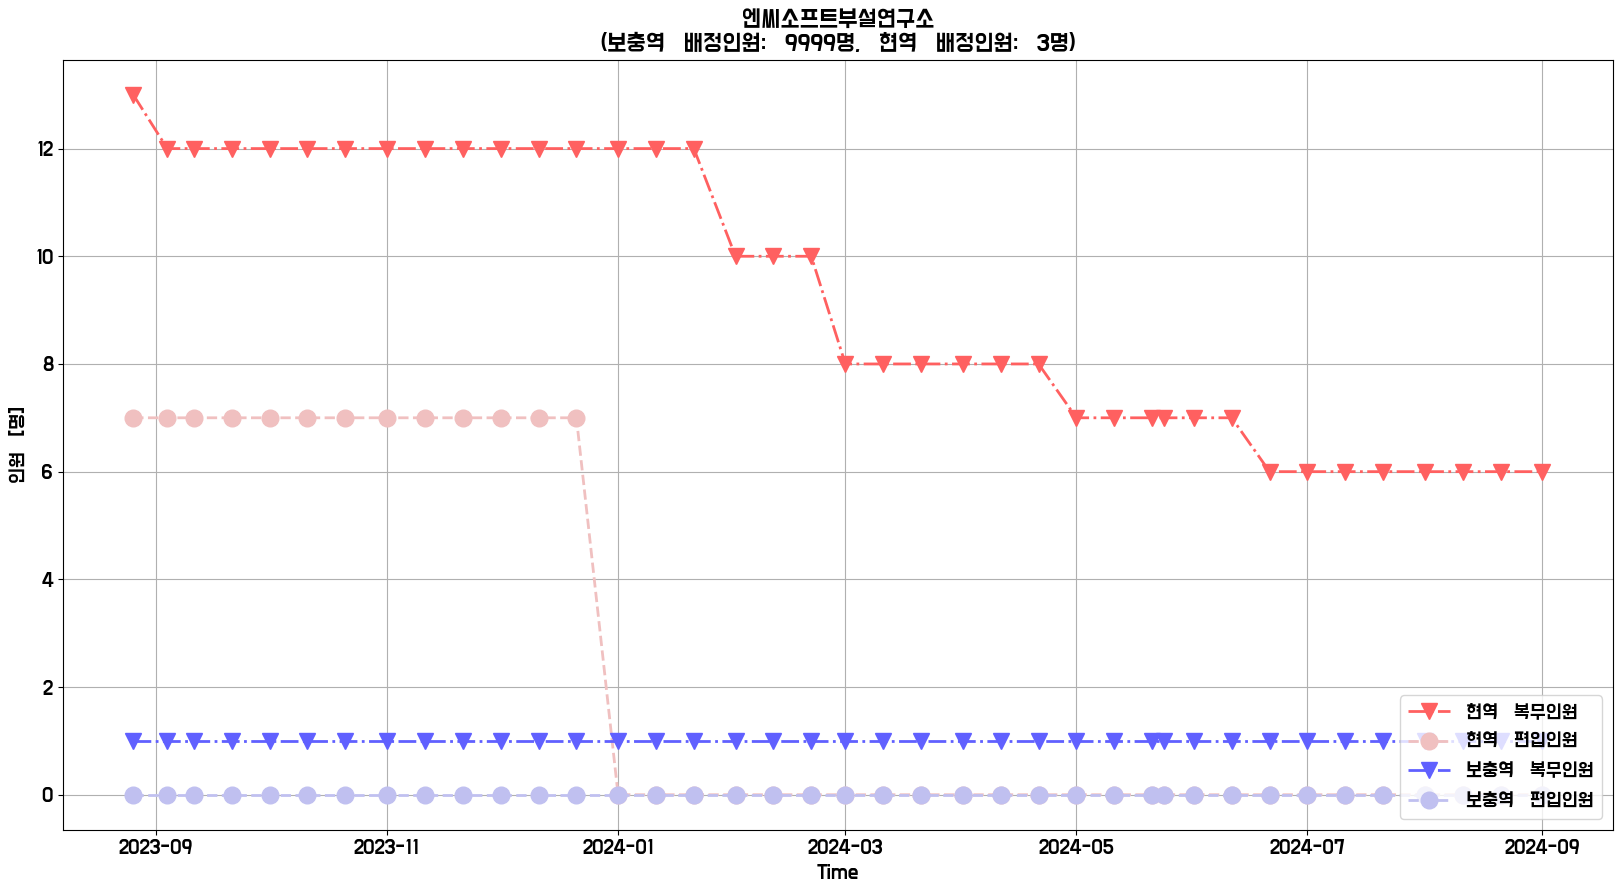 엔씨소프트부설연구소
(보충역 배정인원: 9999명, 현역 배정인원: 3명)
인원 [명]
12
10
8
6
4
2
0
현역 복무인원
현역 편입인원
보충역 복무인원
보충역 편입인원
2023-09
2023-11
2024-01
2024-03
2024-05
2024-07
2024-09
Time